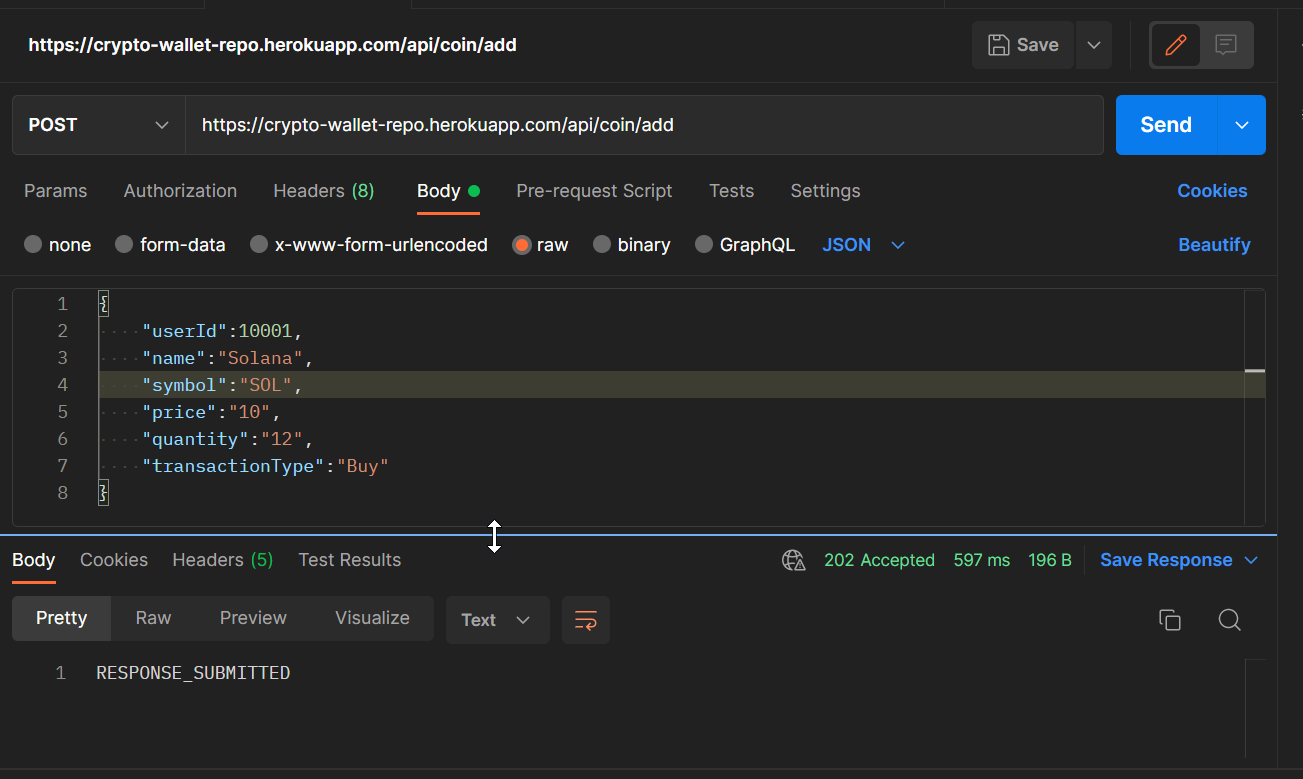 https://crypto-wallet-repo.herokuapp.com/api/coin/add Save
POST https://crypto-wallet-repo.herokuapp.com/api/coin/add Send
Params Authorization Headers (8) Body Pre-request Script Tests Settings Cookies
none form-data x-www-form-urlencoded raw binary GraphQL JSON Beautify
1 {
2 "userId":10001,
3 "name":"Solana",
4 "symbol":"SOL",
5 "price":"10",
6 "quantity":"12",
7 "transactionType":"Buy"
8 }
Body Cookies Headers (5) Test Results 202 Accepted 597 ms 196 B Save Response
Pretty Raw Preview Visualize Text
1 RESPONSE_SUBMITTED